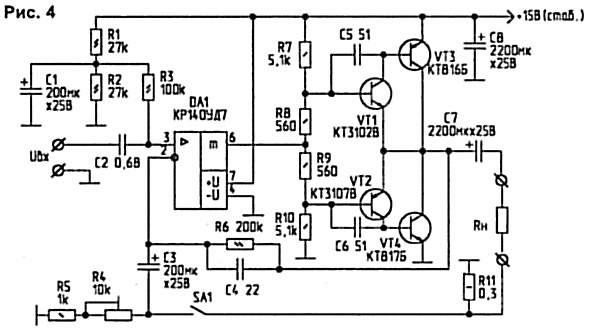 Рис. 4
+15В (стаб.)
R1
27k
C1
200мк
x25В
R2
27k
R3
100k
DA1
КР140УД7
Uвх
C2 0,6В
3
2
▷
m
6
+U
-U
7
4
R7
5,1k
C5 51
R8
560
R9
560
R10
5,1k
VT1
КТ3102В
VT2
КТ3107В
C6 51
VT3
КТ816Б
VT4
КТ817Б
C8
2200мк
x25В
C7
2200мкx25В
Rн
R6 200k
C4 22
C3
200мк
x25В
R5
1k
R4
10k
SA1
R11
0,3